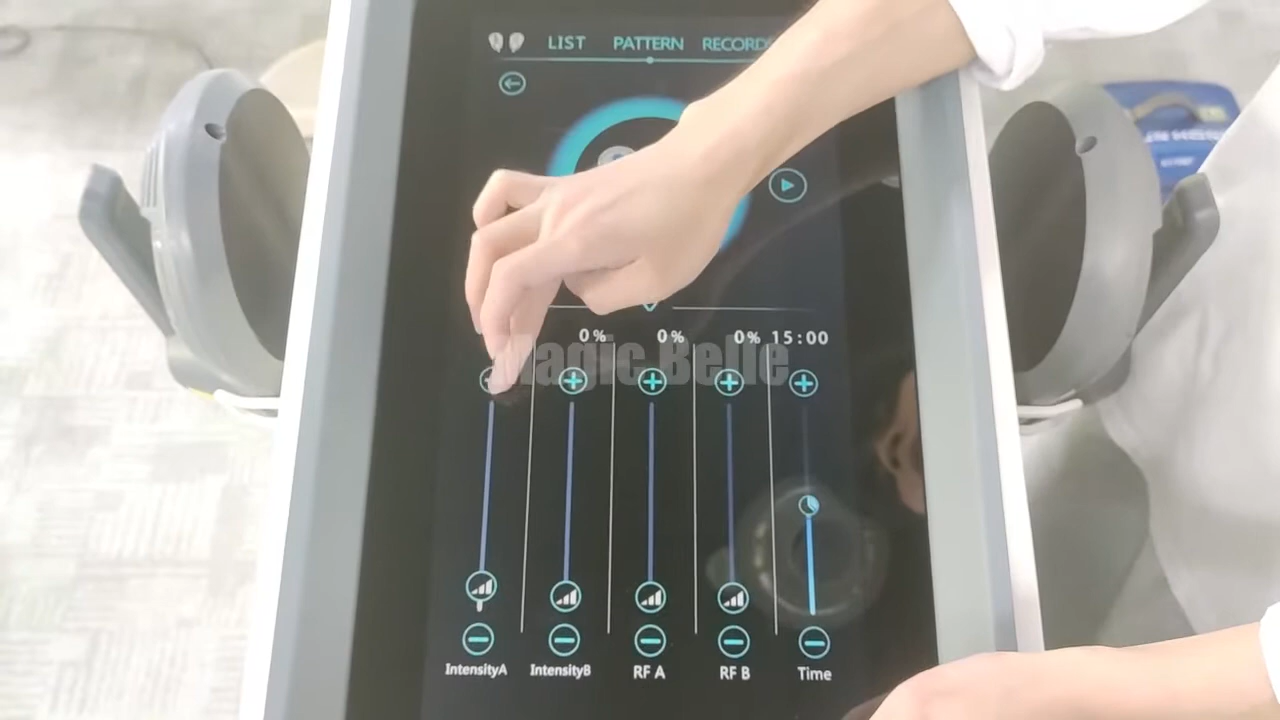 LIST PATTERN RECORDS
0% 0% 0% 15:00
Magic Belle
IntensityA IntensityB RF A RF B Time